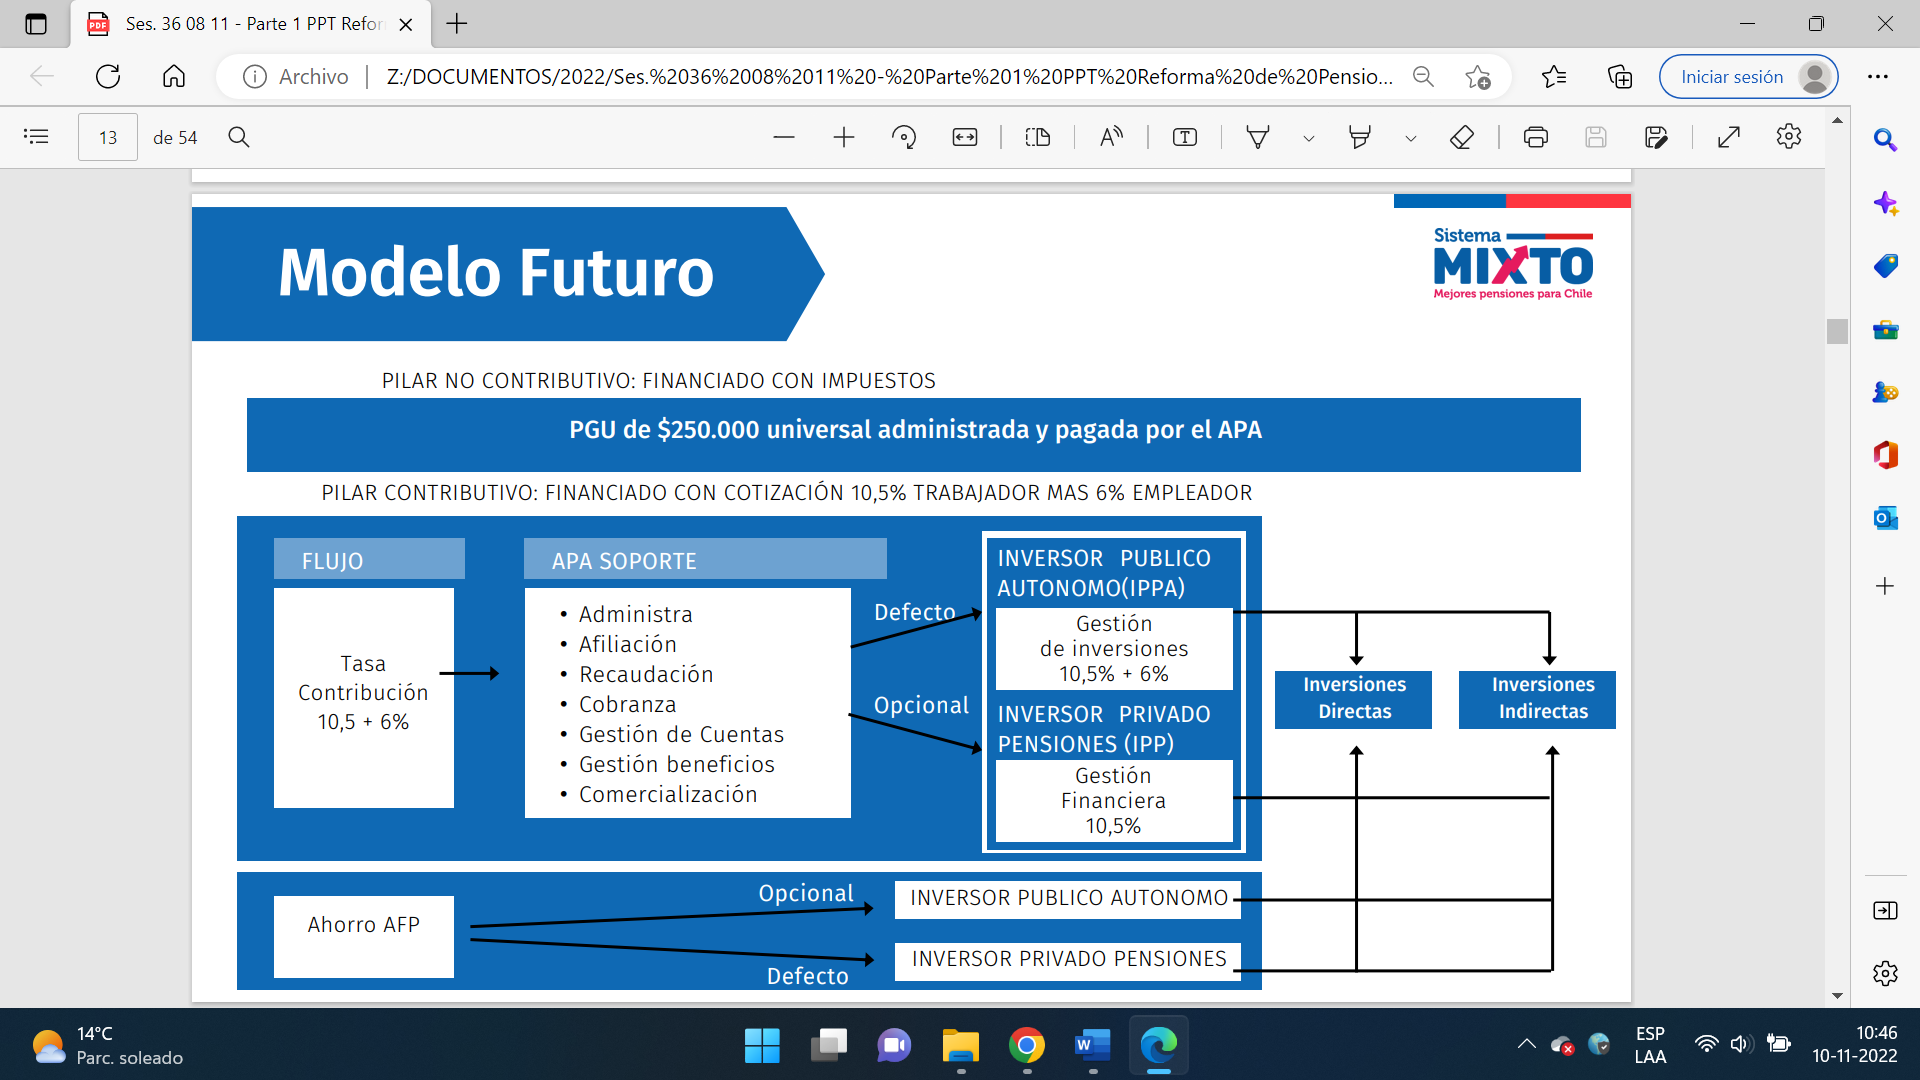 Ses. 36 08 11 - Parte 1 PPT Refor
Archivo
Z:/DOCUMENTOS/2022/Ses.%2036%2008%2011%20-%20Parte%201%20PPT%20Reforma%20de%20Pensio...
Iniciar sesión
13
de 54
Modelo Futuro
Sistema
MIXTO
Mejores pensiones para Chile
PILAR NO CONTRIBUTIVO: FINANCIADO CON IMPUESTOS
PGU de $250.000 universal administrada y pagada por el APA
PILAR CONTRIBUTIVO: FINANCIADO CON COTIZACIÓN 10,5% TRABAJADOR MAS 6% EMPLEADOR
FLUJO
Tasa
Contribución
10,5 + 6%
APA SOPORTE
• Administra
• Afiliación
• Recaudación
• Cobranza
• Gestión de Cuentas
• Gestión beneficios
• Comercialización
Defecto
Opcional
INVERSOR PUBLICO
AUTONOMO(IPPA)
Gestión
de inversiones
10,5% + 6%
INVERSOR PRIVADO
PENSIONES (IPP)
Gestión
Financiera
10,5%
Inversiones
Directas
Inversiones
Indirectas
Ahorro AFP
Opcional
Defecto
INVERSOR PUBLICO AUTONOMO
INVERSOR PRIVADO PENSIONES
14°C
Parc. soleado
ESP
LAA
10:46
10-11-2022